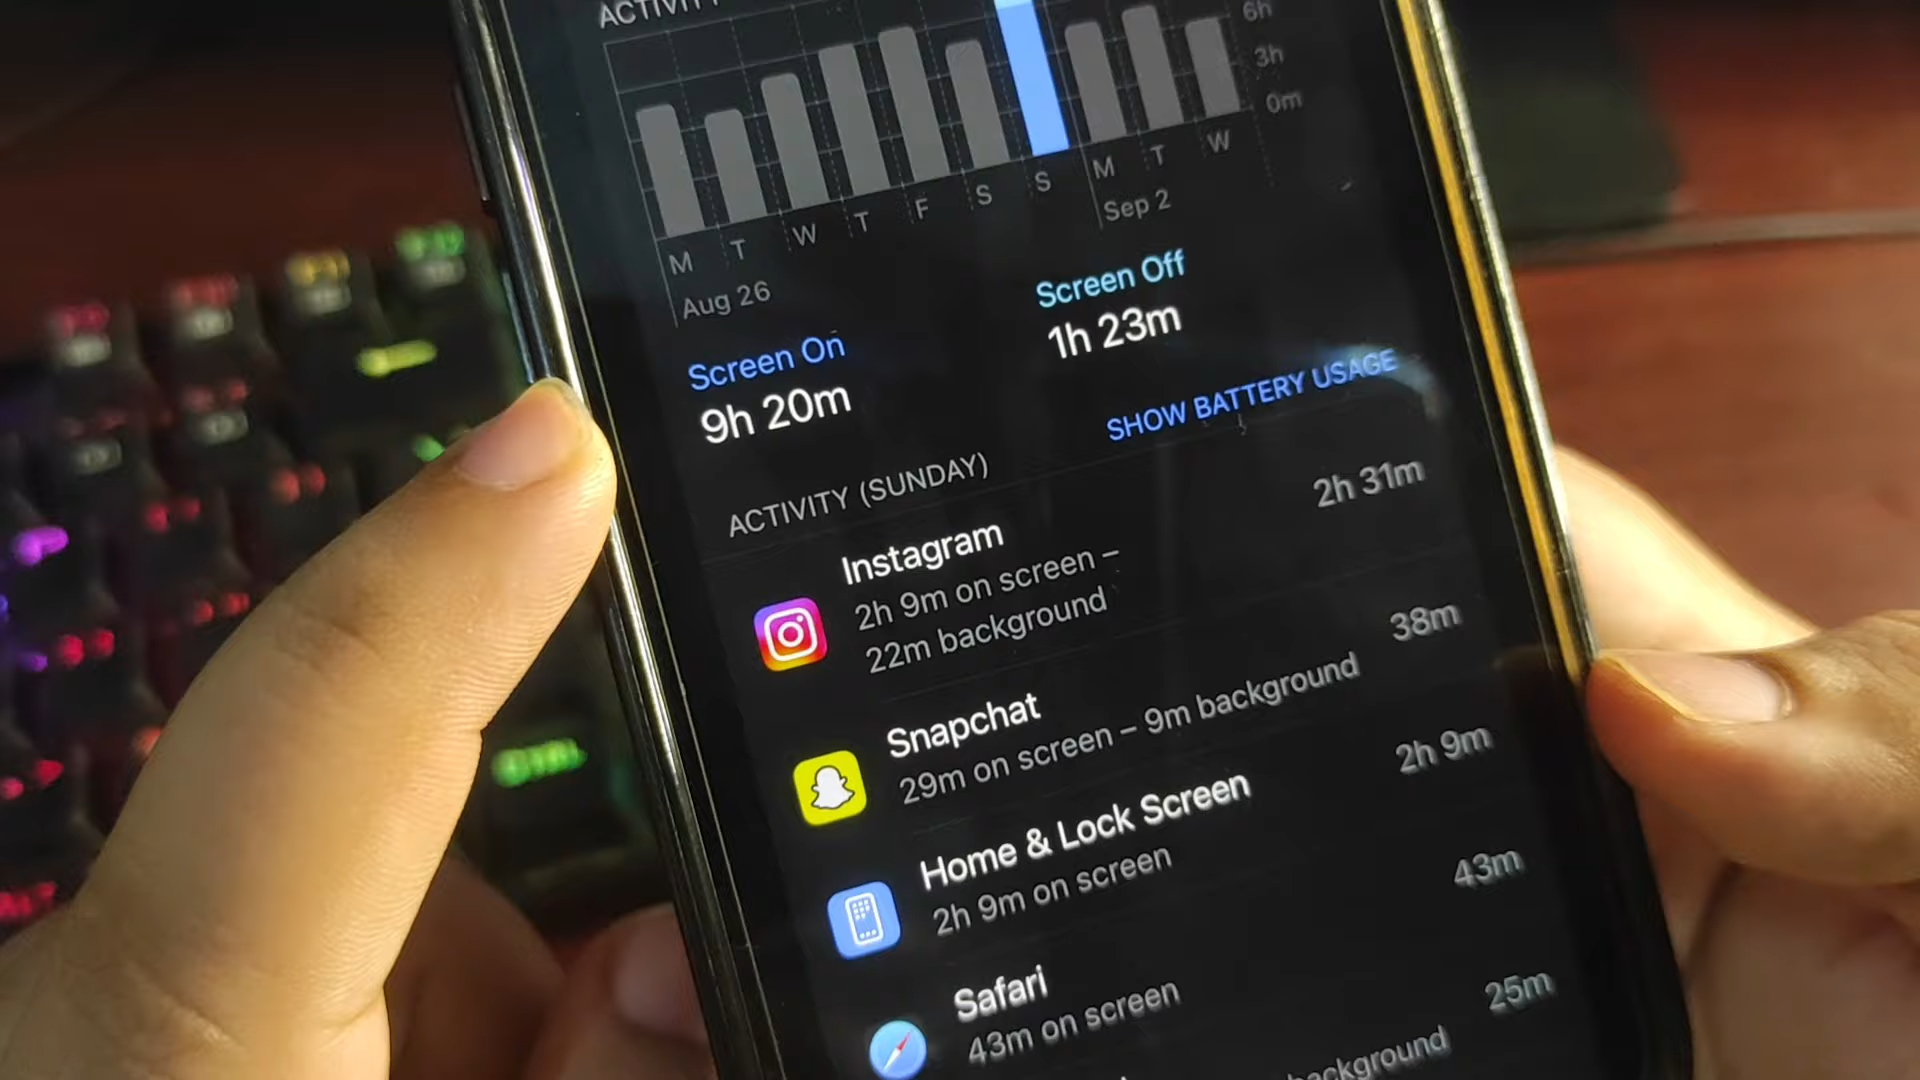 ACTIVITY
6h
3h
0m
M T W T F S S M T W
Aug 26
Sep 2
Screen On
9h 20m
Screen Off
1h 23m
SHOW BATTERY USAGE
ACTIVITY (SUNDAY)
Instagram
2h 9m on screen –
22m background
2h 31m
Snapchat
29m on screen – 9m background
38m
Home & Lock Screen
2h 9m on screen
2h 9m
Safari
43m on screen
43m
25m
background